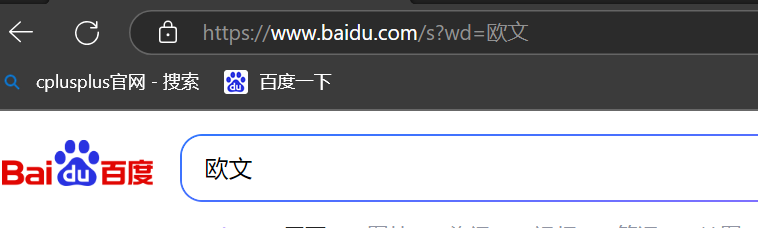 https://www.baidu.com/s?wd=欧文
cplusplus官网 - 搜索 du 百度一下
Bai du 百度 欧文